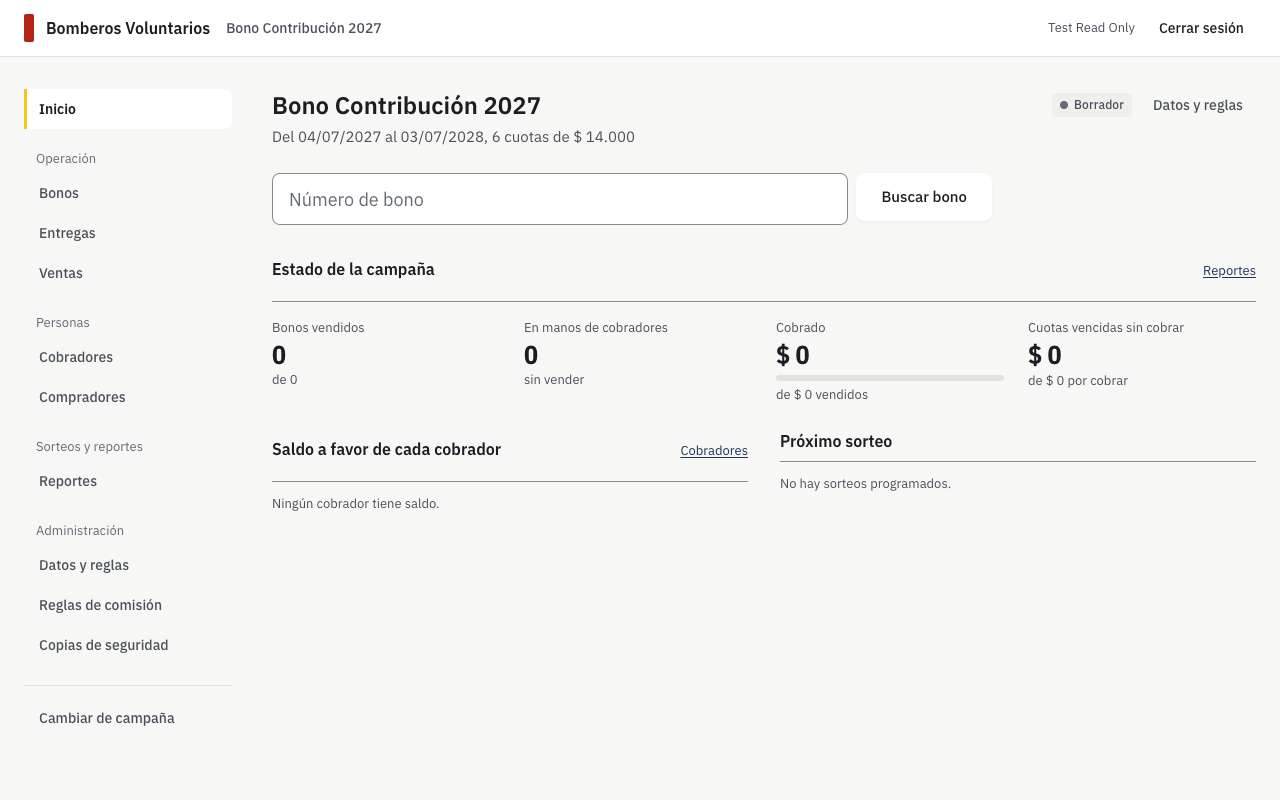 Bomberos Voluntarios
Bono Contribución 2027
Test Read Only
Cerrar sesión
Inicio
Operación
Bonos
Entregas
Ventas
Personas
Cobradores
Compradores
Sorteos y reportes
Reportes
Administración
Datos y reglas
Reglas de comisión
Copias de seguridad
Cambiar de campaña
Bono Contribución 2027
Borrador
Datos y reglas
Del 04/07/2027 al 03/07/2028, 6 cuotas de $ 14.000
Número de bono
Buscar bono
Estado de la campaña
Reportes
Bonos vendidos
0
de 0
En manos de cobradores
0
sin vender
Cobrado
$ 0
de $ 0 vendidos
Cuotas vencidas sin cobrar
$ 0
de $ 0 por cobrar
Saldo a favor de cada cobrador
Cobradores
Ningún cobrador tiene saldo.
Próximo sorteo
No hay sorteos programados.